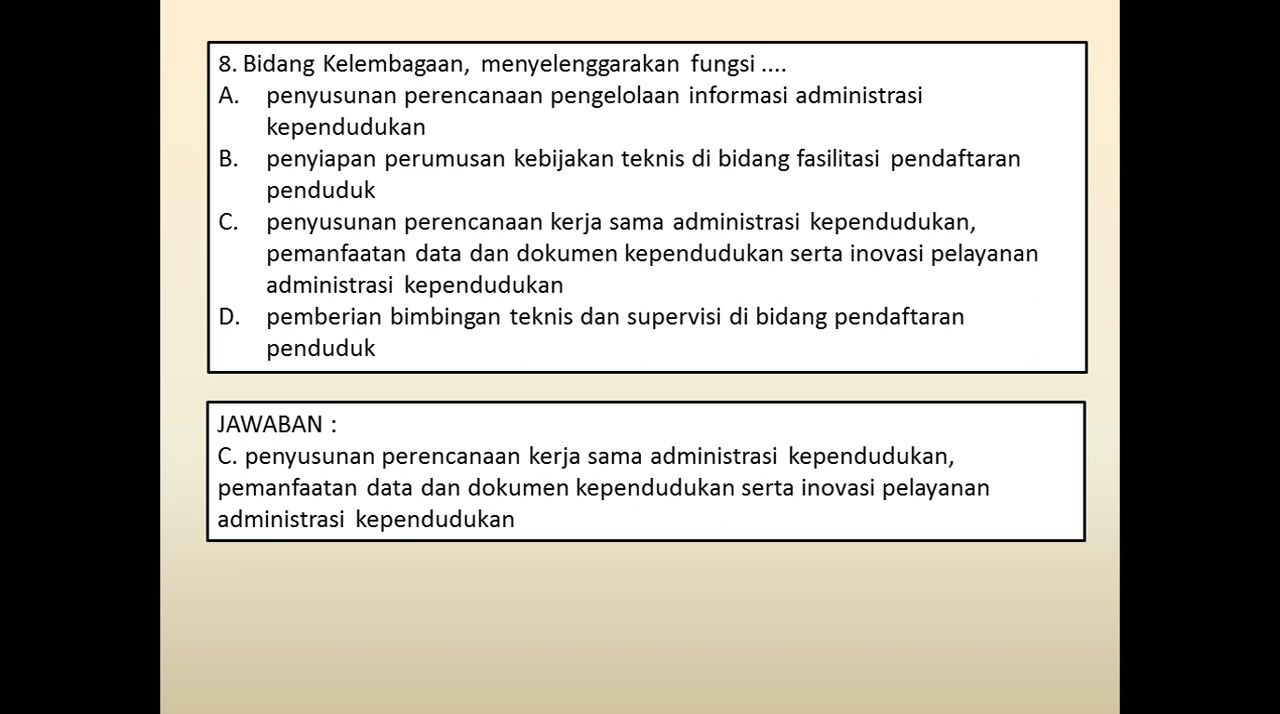 8. Bidang Kelembagaan, menyelenggarakan fungsi ....
A. penyusunan perencanaan pengelolaan informasi administrasi
kependudukan
B. penyiapan perumusan kebijakan teknis di bidang fasilitasi pendaftaran
penduduk
C. penyusunan perencanaan kerja sama administrasi kependudukan,
pemanfaatan data dan dokumen kependudukan serta inovasi pelayanan
administrasi kependudukan
D. pemberian bimbingan teknis dan supervisi di bidang pendaftaran
penduduk
JAWABAN :
C. penyusunan perencanaan kerja sama administrasi kependudukan,
pemanfaatan data dan dokumen kependudukan serta inovasi pelayanan
administrasi kependudukan